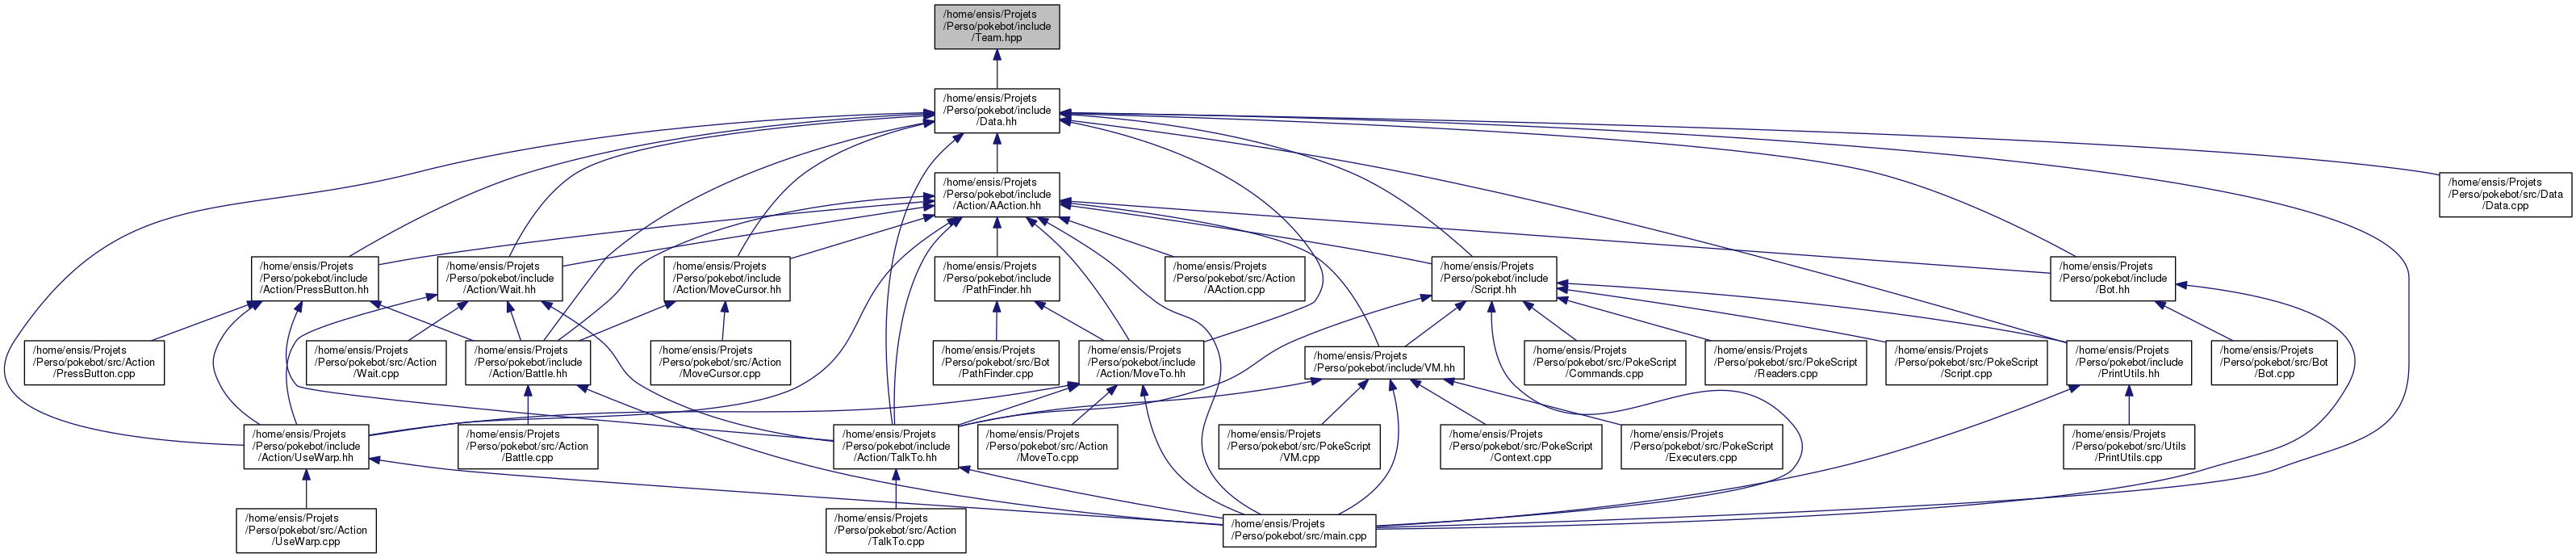 /home/ensis/Projets
/Perso/pokebot/include
/Team.hpp
/home/ensis/Projets
/Perso/pokebot/include
/Data.hh
/home/ensis/Projets
/Perso/pokebot/include
/Action/AAction.hh
/home/ensis/Projets
/Perso/pokebot/src/Data
/Data.cpp
/home/ensis/Projets
/Perso/pokebot/include
/Action/PressButton.hh
/home/ensis/Projets
/Perso/pokebot/include
/Action/Wait.hh
/home/ensis/Projets
/Perso/pokebot/include
/Action/MoveCursor.hh
/home/ensis/Projets
/Perso/pokebot/include
/PathFinder.hh
/home/ensis/Projets
/Perso/pokebot/src/Action
/AAction.cpp
/home/ensis/Projets
/Perso/pokebot/include
/Script.hh
/home/ensis/Projets
/Perso/pokebot/include
/Bot.hh
/home/ensis/Projets
/Perso/pokebot/src/Action
/PressButton.cpp
/home/ensis/Projets
/Perso/pokebot/src/Action
/Wait.cpp
/home/ensis/Projets
/Perso/pokebot/include
/Action/Battle.hh
/home/ensis/Projets
/Perso/pokebot/src/Action
/MoveCursor.cpp
/home/ensis/Projets
/Perso/pokebot/src/Bot
/PathFinder.cpp
/home/ensis/Projets
/Perso/pokebot/include
/Action/MoveTo.hh
/home/ensis/Projets
/Perso/pokebot/include/VM.hh
/home/ensis/Projets
/Perso/pokebot/src/PokeScript
/Commands.cpp
/home/ensis/Projets
/Perso/pokebot/src/PokeScript
/Readers.cpp
/home/ensis/Projets
/Perso/pokebot/src/PokeScript
/Script.cpp
/home/ensis/Projets
/Perso/pokebot/include
/PrintUtils.hh
/home/ensis/Projets
/Perso/pokebot/src/Bot
/Bot.cpp
/home/ensis/Projets
/Perso/pokebot/include
/Action/UseWarp.hh
/home/ensis/Projets
/Perso/pokebot/src/Action
/Battle.cpp
/home/ensis/Projets
/Perso/pokebot/include
/Action/TalkTo.hh
/home/ensis/Projets
/Perso/pokebot/src/Action
/MoveTo.cpp
/home/ensis/Projets
/Perso/pokebot/src/PokeScript
/VM.cpp
/home/ensis/Projets
/Perso/pokebot/src/PokeScript
/Context.cpp
/home/ensis/Projets
/Perso/pokebot/src/PokeScript
/Executers.cpp
/home/ensis/Projets
/Perso/pokebot/src/Utils
/PrintUtils.cpp
/home/ensis/Projets
/Perso/pokebot/src/Action
/UseWarp.cpp
/home/ensis/Projets
/Perso/pokebot/src/Action
/TalkTo.cpp
/home/ensis/Projets
/Perso/pokebot/src/main.cpp